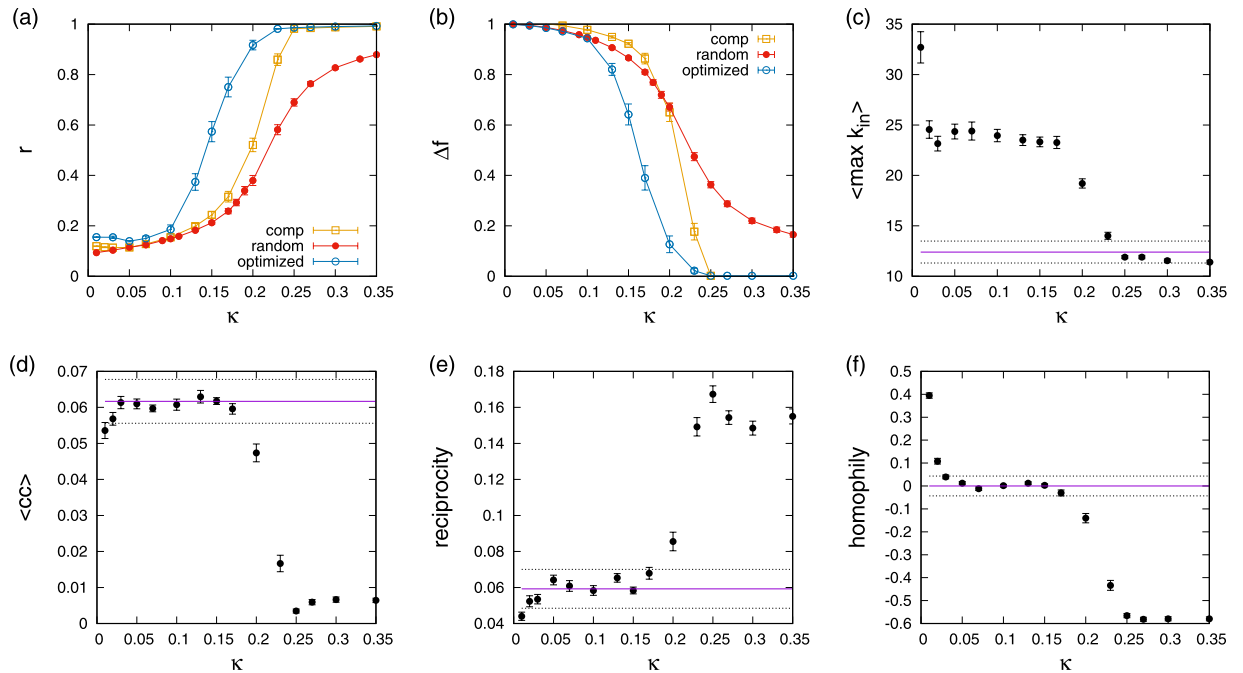 (a)
1
0.8
0.6
0.4
0.2
0
r
comp
random
optimized
0 0.05 0.1 0.15 0.2 0.25 0.3 0.35
κ
(b)
1
0.8
0.6
0.4
0.2
0
Δf
comp
random
optimized
0 0.05 0.1 0.15 0.2 0.25 0.3 0.35
κ
(c)
35
30
25
20
15
10
<max k_in>
0 0.05 0.1 0.15 0.2 0.25 0.3 0.35
κ
(d)
0.07
0.06
0.05
0.04
0.03
0.02
0.01
0
<cc>
0 0.05 0.1 0.15 0.2 0.25 0.3 0.35
κ
(e)
0.18
0.16
0.14
0.12
0.1
0.08
0.06
0.04
reciprocity
0 0.05 0.1 0.15 0.2 0.25 0.3 0.35
κ
(f)
0.5
0.4
0.3
0.2
0.1
0
-0.1
-0.2
-0.3
-0.4
-0.5
-0.6
homophily
0 0.05 0.1 0.15 0.2 0.25 0.3 0.35
κ